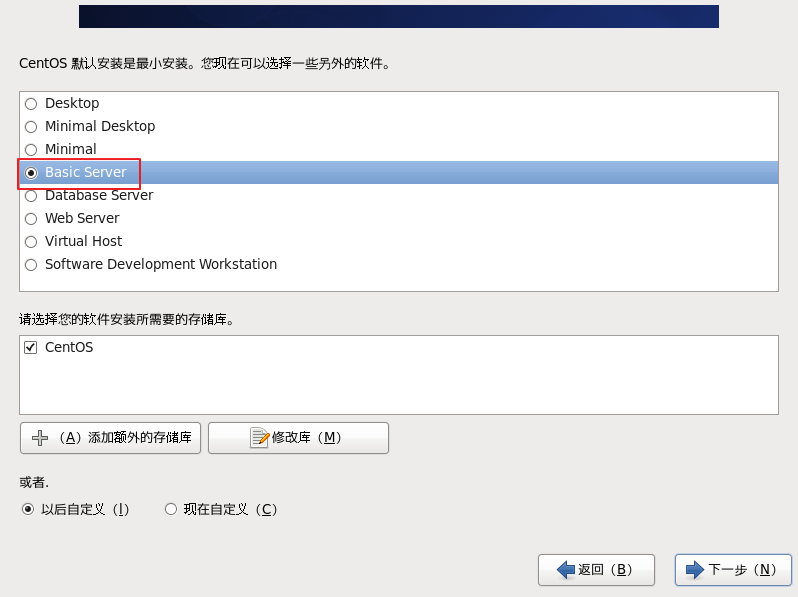 CentOS 默认安装是最小安装。您现在可以选择一些另外的软件。
Desktop
Minimal Desktop
Minimal
Basic Server
Database Server
Web Server
Virtual Host
Software Development Workstation
请选择您的软件安装所需要的存储库。
CentOS
（A）添加额外的存储库 修改库（M）
或者.
以后自定义（l） 现在自定义（C）
返回（B） 下一步（N）